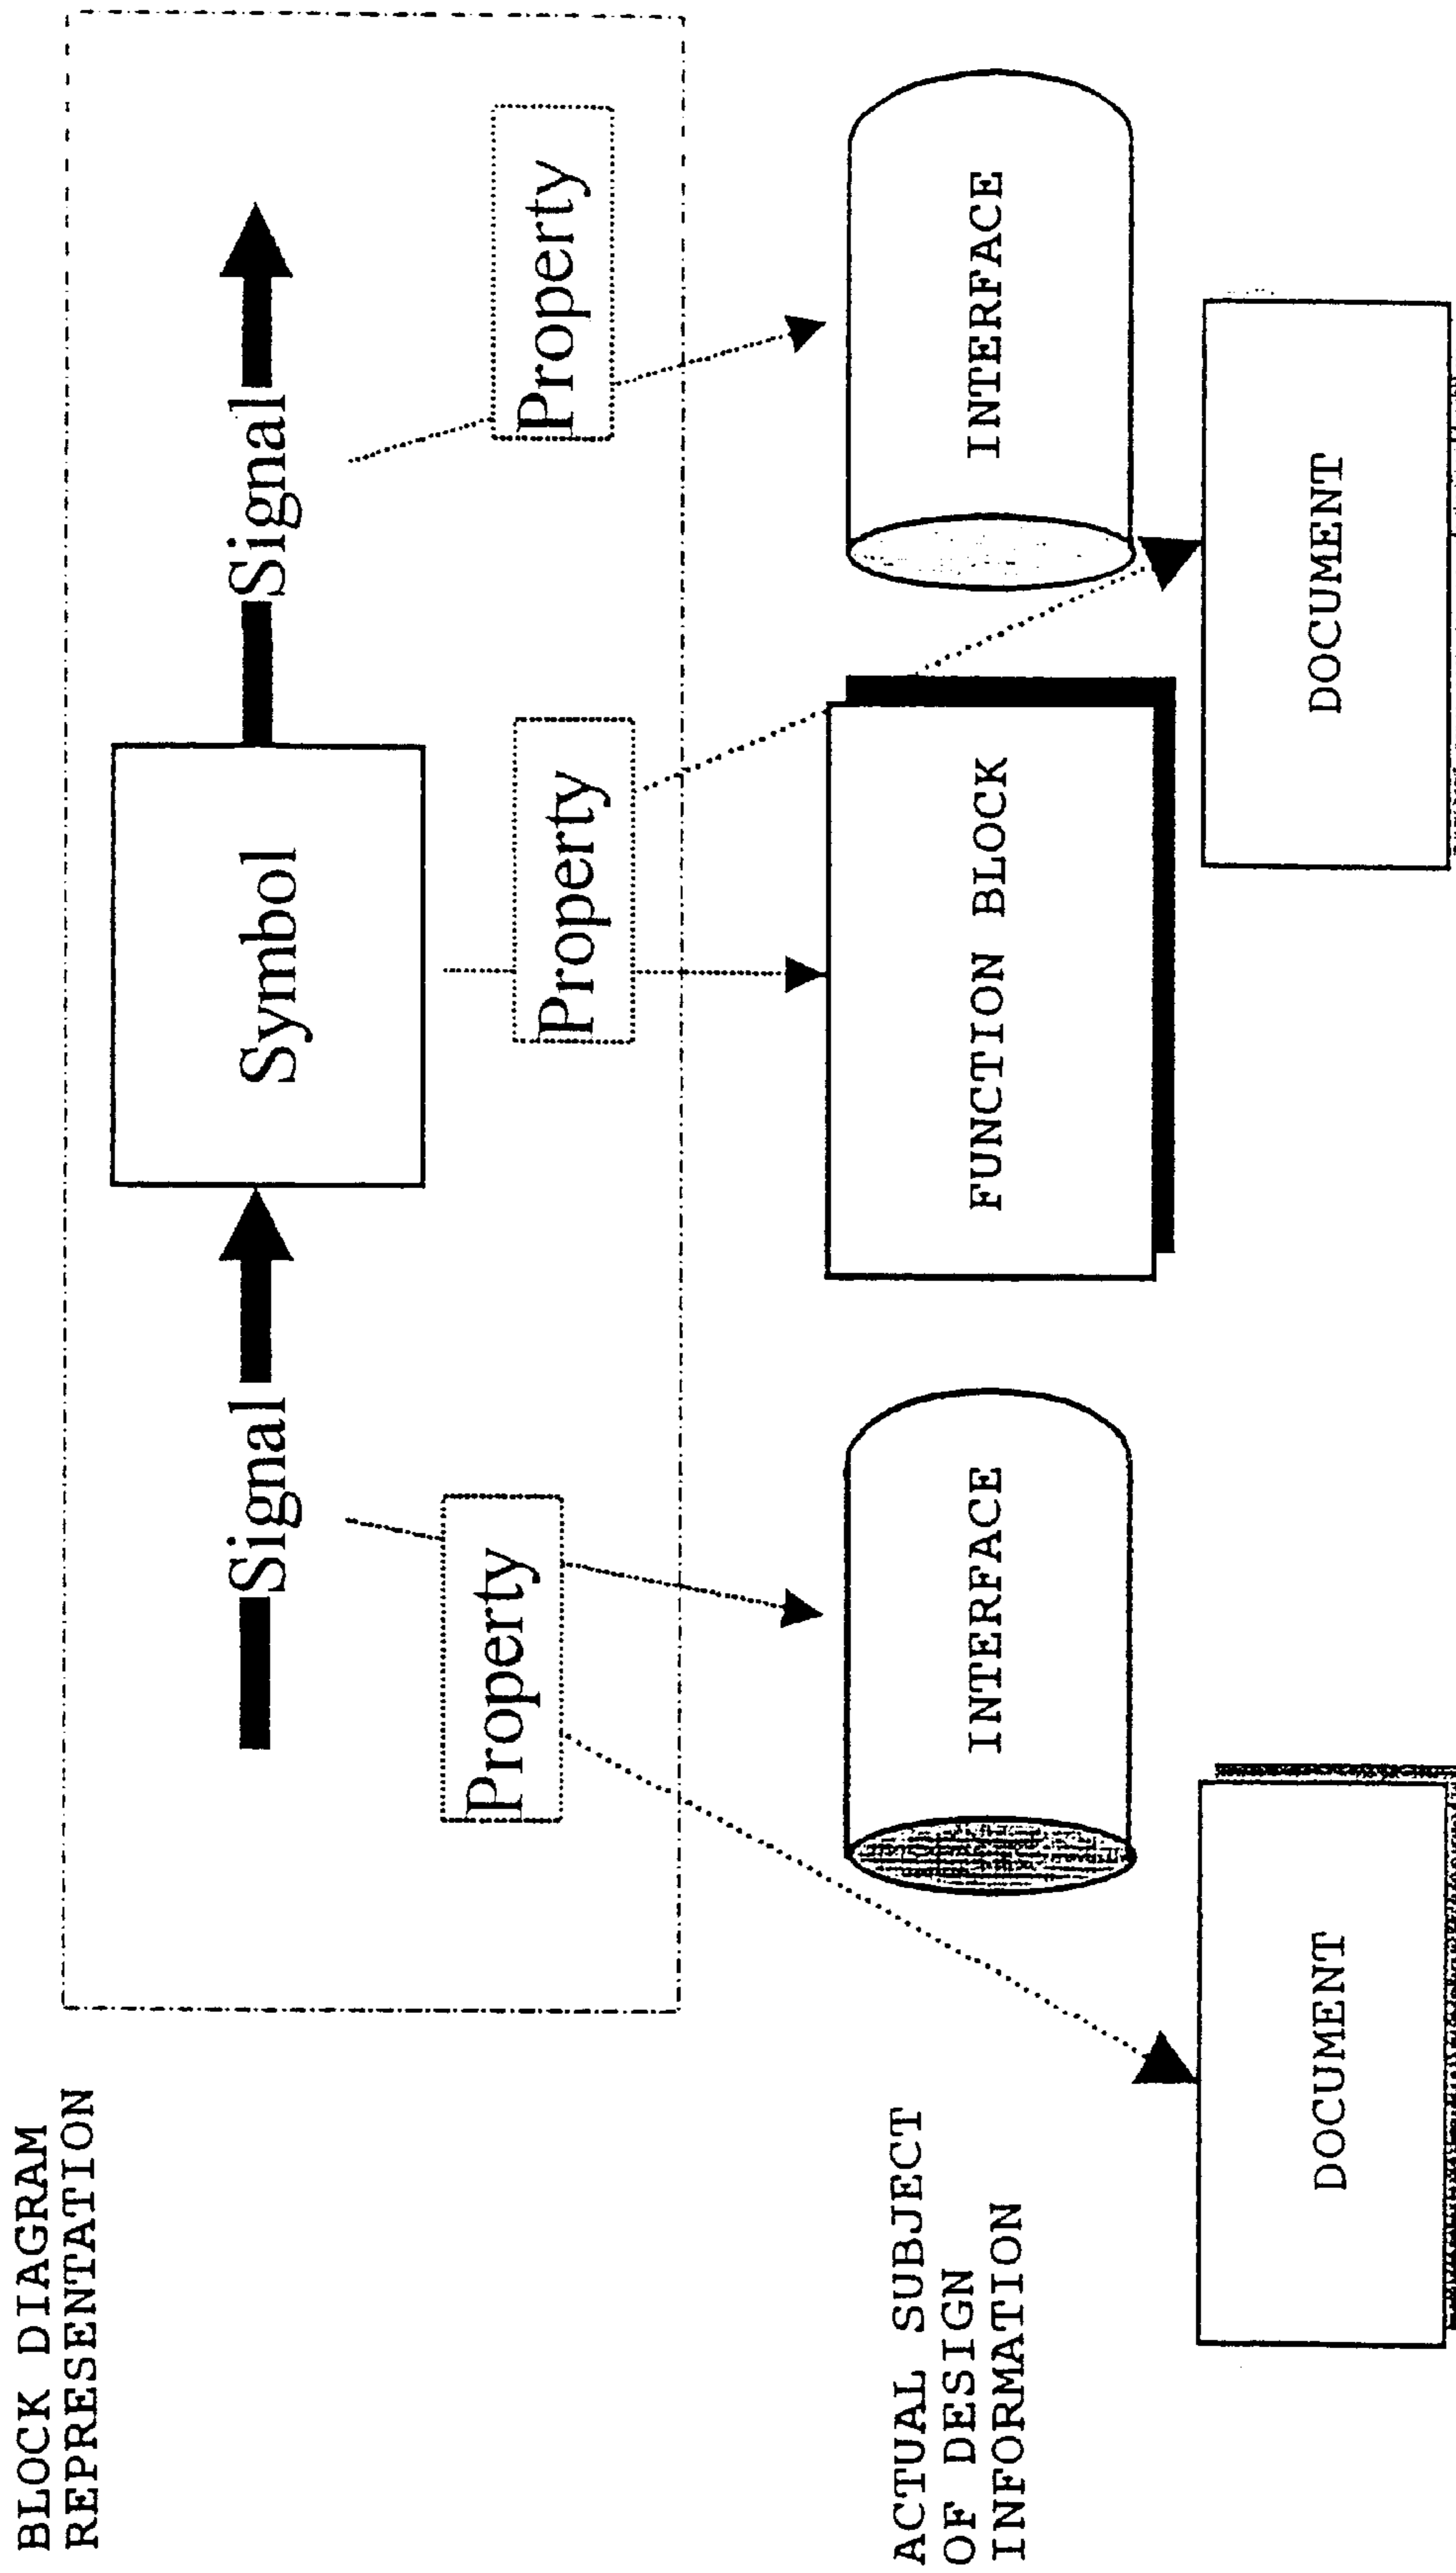 BLOCK DIAGRAM
REPRESENTATION
Signal
Symbol
Signal
Property
Property
Property
ACTUAL SUBJECT
OF DESIGN
INFORMATION
INTERFACE
FUNCTION BLOCK
INTERFACE
DOCUMENT
DOCUMENT